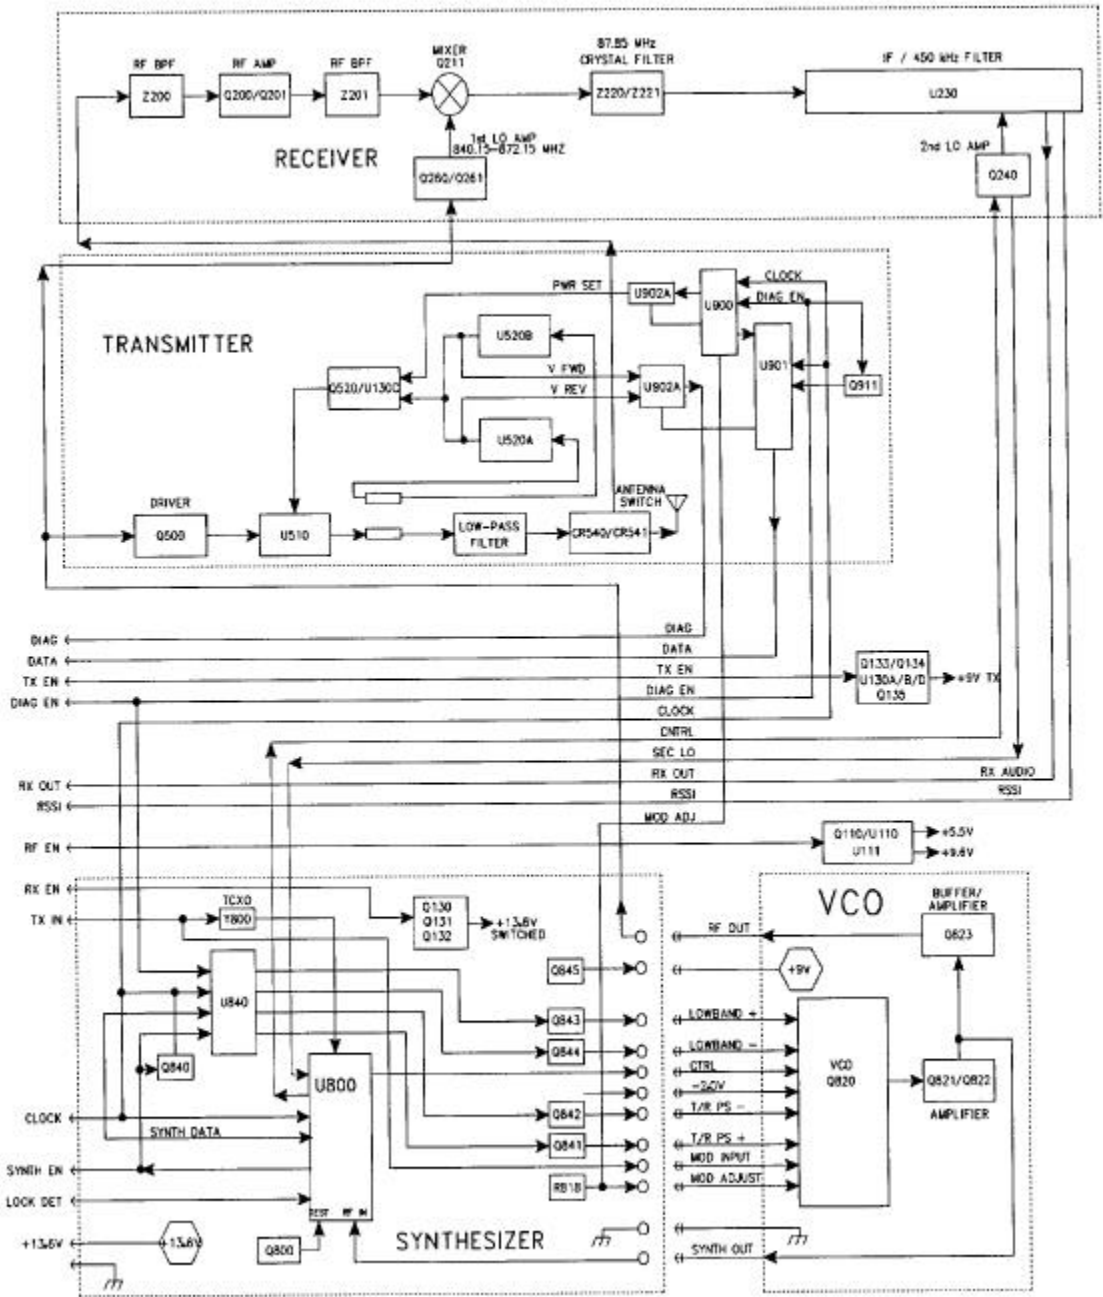 87.85 MHz
CRYSTAL FILTER
MIXER
Q211
RF BPF
RF AMP
RF BPF
IF / 450 kHz FILTER
Z200
Q200/Q201
Z201
Z220/Z221
U230
1st LO AMP
840.15-872.15 MHZ
RECEIVER
2nd LO AMP
Q260/Q261
Q240
TRANSMITTER
PWR SET
U902A
U900
CLOCK
DIAG EN
U520B
U901
Q520/U130C
V FWD
V REV
U902A
Q911
U520A
ANTENNA
SWITCH
DRIVER
Q500
U510
LOW-PASS
FILTER
CR540/CR541
DIAG
DIAG
DATA
DATA
TX EN
TX EN
Q133/Q134
U130A/B/D
Q135
+9V TX
DIAG EN
DIAG EN
CLOCK
CNTRL
SEC LO
RX OUT
RX OUT
RX AUDIO
RSSI
RSSI
RSSI
MOD ADJ
RF EN
Q110/U110
U111
+5.5V
+9.6V
RX EN
TX IN
TCXO
Y800
Q130
Q131
Q132
+13.6V
SWITCHED
VCO
BUFFER/
AMPLIFIER
RF OUT
Q823
U840
Q845
+9V
Q843
LOWBAND +
Q844
LOWBAND -
Q840
U800
CTRL
VCO
Q820
Q821/Q822
AMPLIFIER
CLOCK
Q842
T/R PS -
SYNTH DATA
Q841
T/R PS +
MOD INPUT
SYNTH EN
R818
MOD ADJUST
LOCK DET
TEST
RF IN
+13.6V
13.6V
Q800
SYNTHESIZER
SYNTH OUT